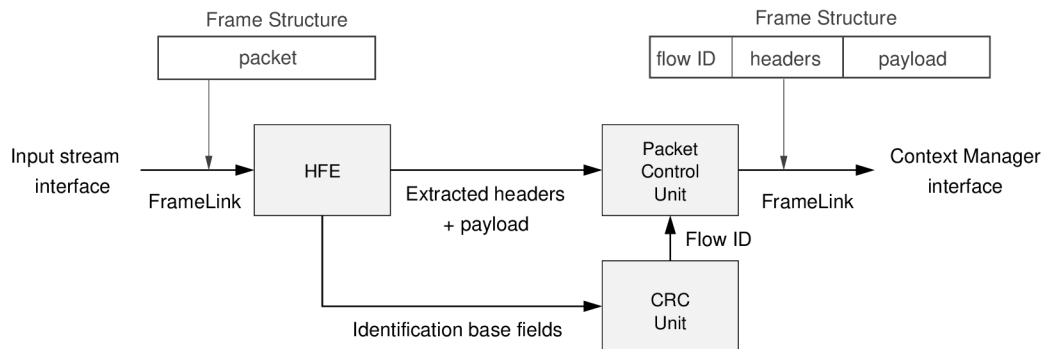 Frame Structure
packet
Frame Structure
flow ID headers payload
Input stream
interface
FrameLink
HFE
Extracted headers
+ payload
Packet
Control
Unit
FrameLink
Context Manager
interface
Flow ID
CRC
Unit
Identification base fields